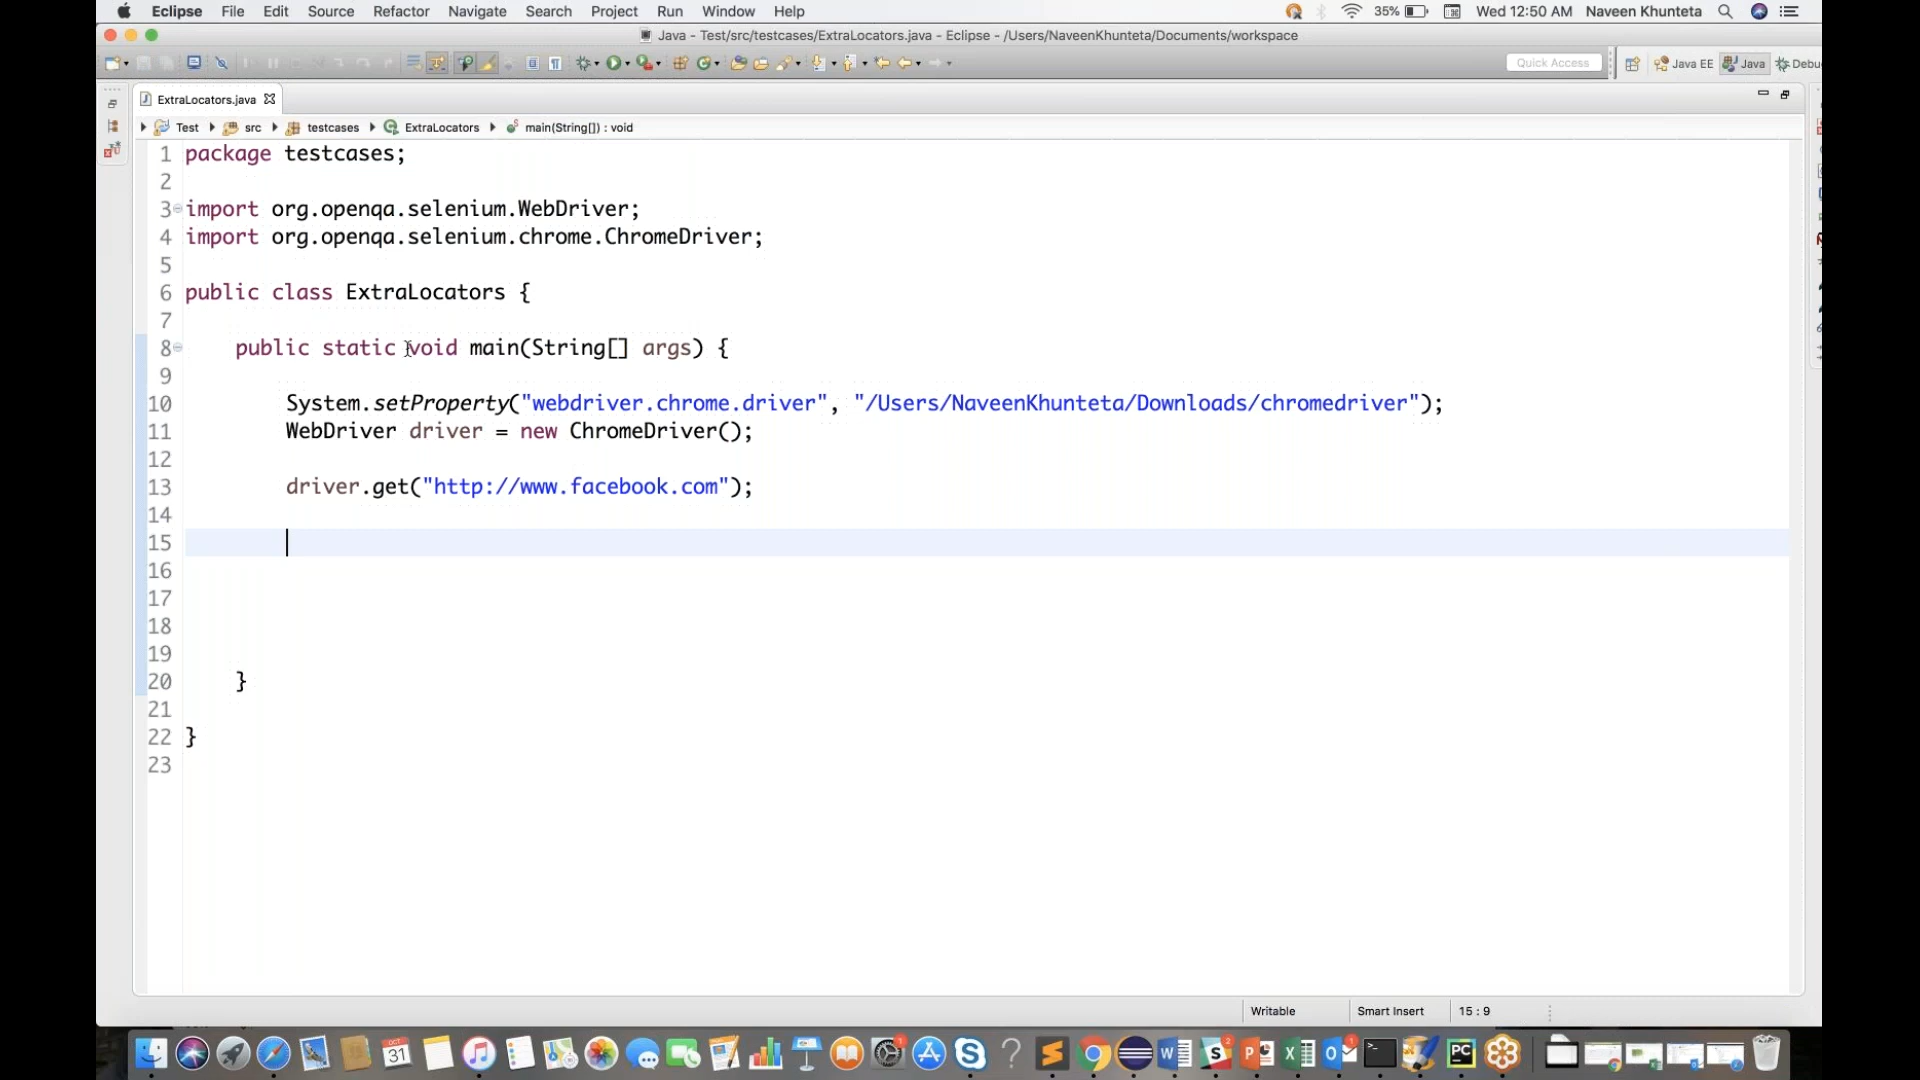 Eclipse File Edit Source Refactor Navigate Search Project Run Window Help 35% Wed 12:50 AM Naveen Khunteta
Java - Test/src/testcases/ExtraLocators.java - Eclipse - /Users/NaveenKhunteta/Documents/workspace
Quick Access Java EE Java Debu
ExtraLocators.java
Test src testcases ExtraLocators main(String[]) : void
1 package testcases;
2
3 import org.openqa.selenium.WebDriver;
4 import org.openqa.selenium.chrome.ChromeDriver;
5
6 public class ExtraLocators {
7
8 public static void main(String[] args) {
9
10 System.setProperty("webdriver.chrome.driver", "/Users/NaveenKhunteta/Downloads/chromedriver");
11 WebDriver driver = new ChromeDriver();
12
13 driver.get("http://www.facebook.com");
14
15
16
17
18
19
20 }
21
22 }
23
Writable Smart Insert 15 : 9
31 W P PC